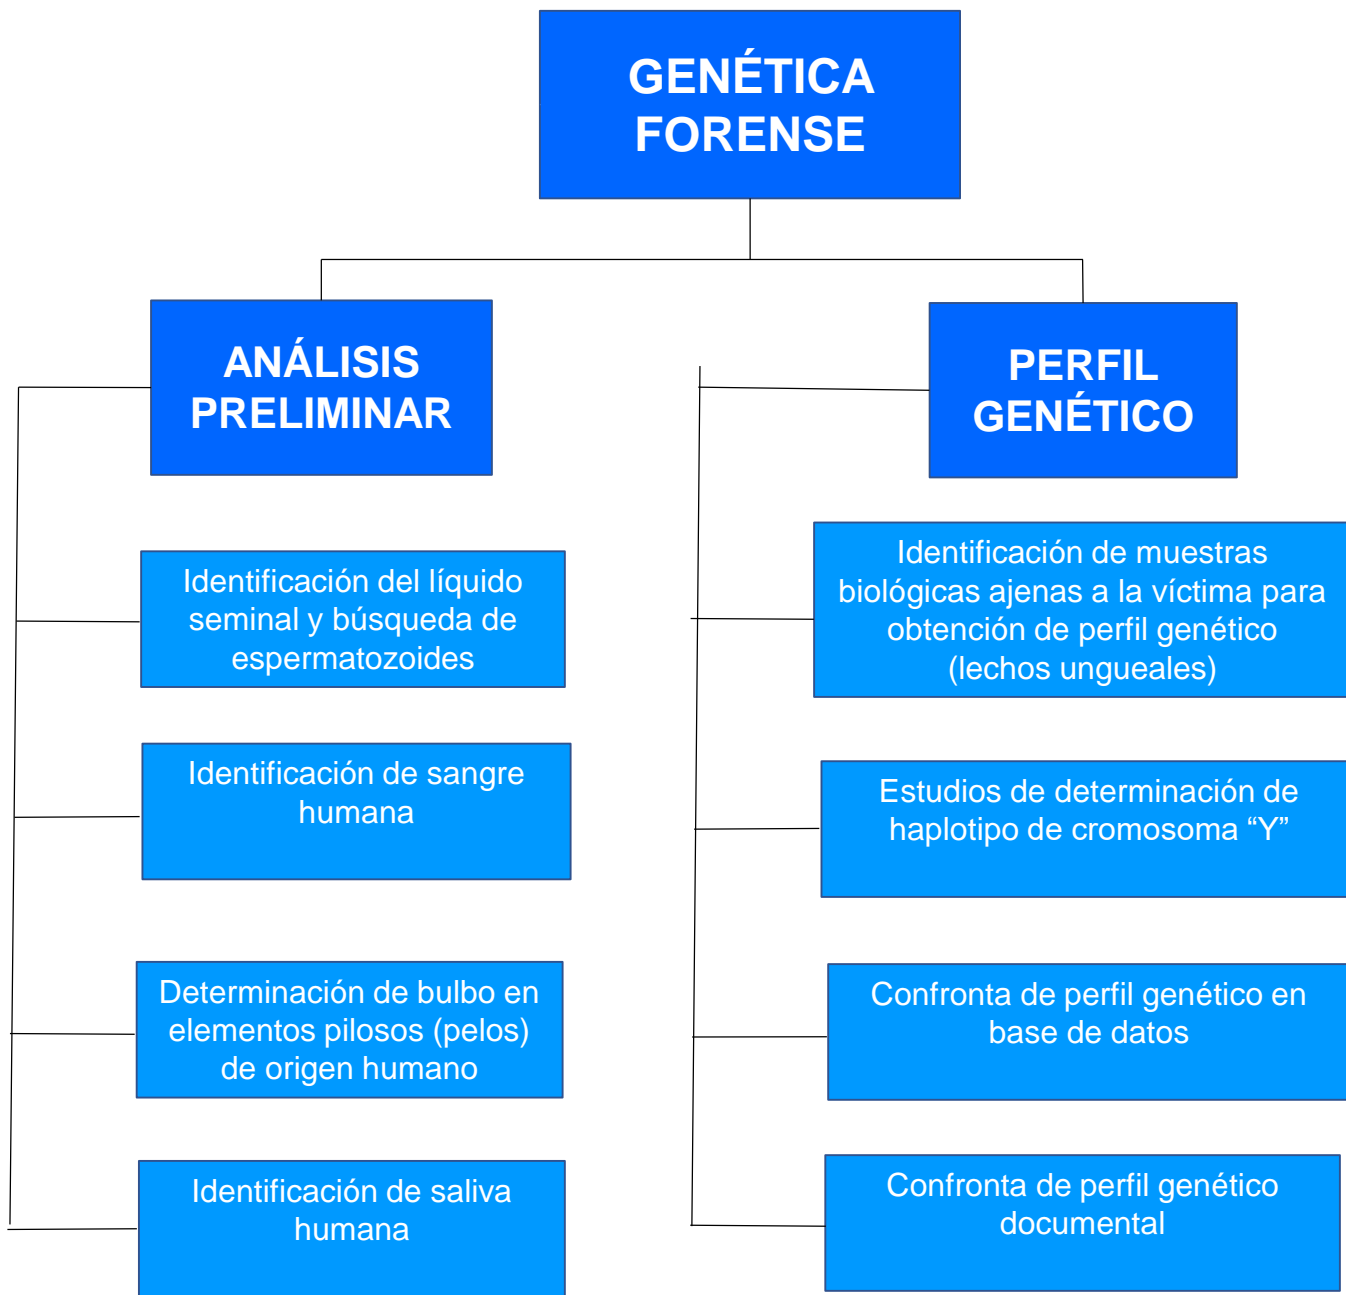 GENÉTICA
FORENSE
ANÁLISIS
PRELIMINAR
Identificación del líquido
seminal y búsqueda de
espermatozoides
Identificación de sangre
humana
Determinación de bulbo en
elementos pilosos (pelos)
de origen humano
Identificación de saliva
humana
PERFIL
GENÉTICO
Identificación de muestras
biológicas ajenas a la víctima para
obtención de perfil genético
(lechos ungueales)
Estudios de determinación de
haplotipo de cromosoma “Y”
Confronta de perfil genético en
base de datos
Confronta de perfil genético
documental